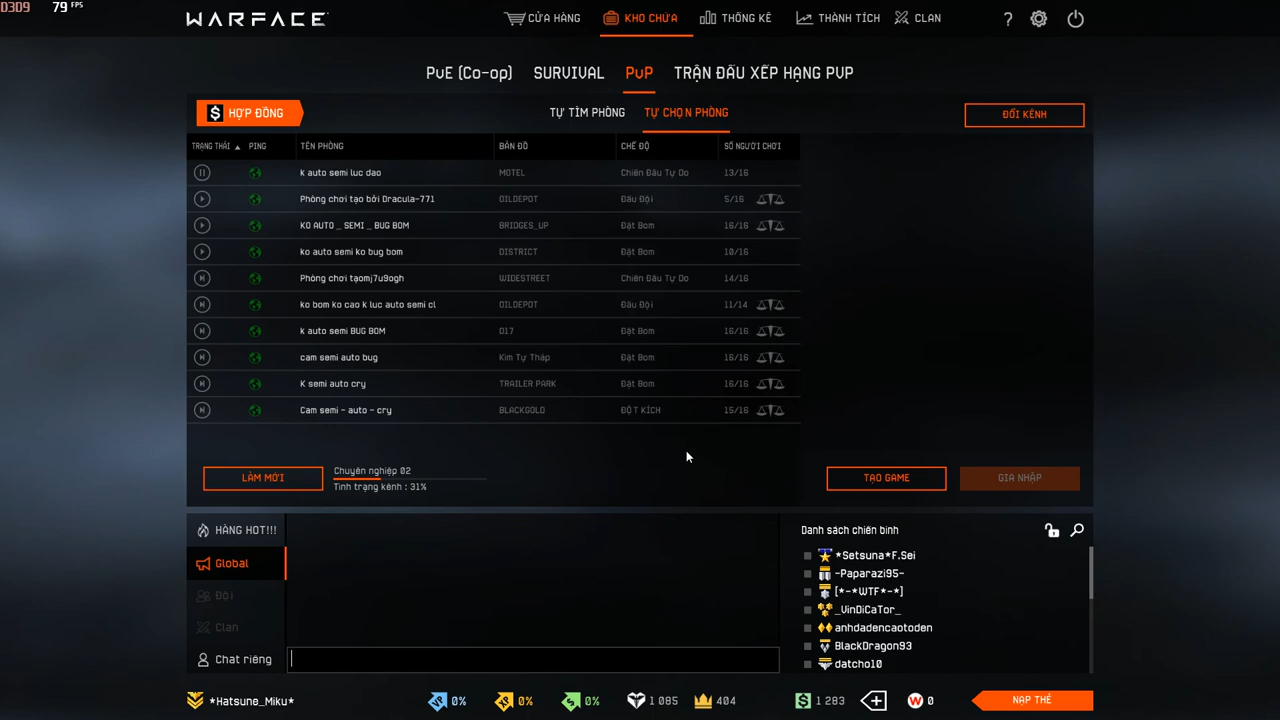 D3D9 79 FPS
WARFACE
CỬA HÀNG
KHO CHỨA
THỐNG KÊ
THÀNH TÍCH
CLAN
?
PvE (Co-op)
SURVIVAL
PvP
TRẬN ĐẤU XẾP HẠNG PVP
$ HỢP ĐỒNG
TỰ TÌM PHÒNG
TỰ CHỌN PHÒNG
ĐỔI KÊNH
TRẠNG THÁI PING TÊN PHÒNG BẢN ĐỒ CHẾ ĐỘ SỐ NGƯỜI CHƠI
k auto semi luc dao MOTEL Chiến Đấu Tự Do 13/16
Phòng chơi tạo bởi Dracula-771 OILDEPOT Đấu Đội 5/16
KO AUTO _ SEMI _ BUG BOM BRIDGES_UP Đặt Bom 16/16
ko auto semi ko bug bom DISTRICT Đặt Bom 10/16
Phòng chơi tạomj7u9ogh WIDESTREET Chiến Đấu Tự Do 14/16
ko bom ko cao k luc auto semi cl OILDEPOT Đấu Đội 11/14
k auto semi BUG BOM D17 Đặt Bom 16/16
cam semi auto bug Kim Tự Tháp Đặt Bom 16/16
K semi auto cry TRAILER PARK Đặt Bom 16/16
Cam semi - auto - cry BLACKGOLD ĐỘT KÍCH 15/16
LÀM MỚI
Chuyên nghiệp 02
Tình trạng kênh : 31%
TẠO GAME
GIA NHẬP
HÀNG HOT!!!
Global
Đội
Clan
Chat riêng
Danh sách chiến binh
*Setsuna*F.Sei
-Paparazi95-
[*-*WTF*-*]
_VinDiCaTor_
anhdadencaotoden
BlackDragon93
datcho10
*Hatsune_Miku*
0%
0%
0%
1 085
404
$ 1 283
W 0
NẠP THẺ